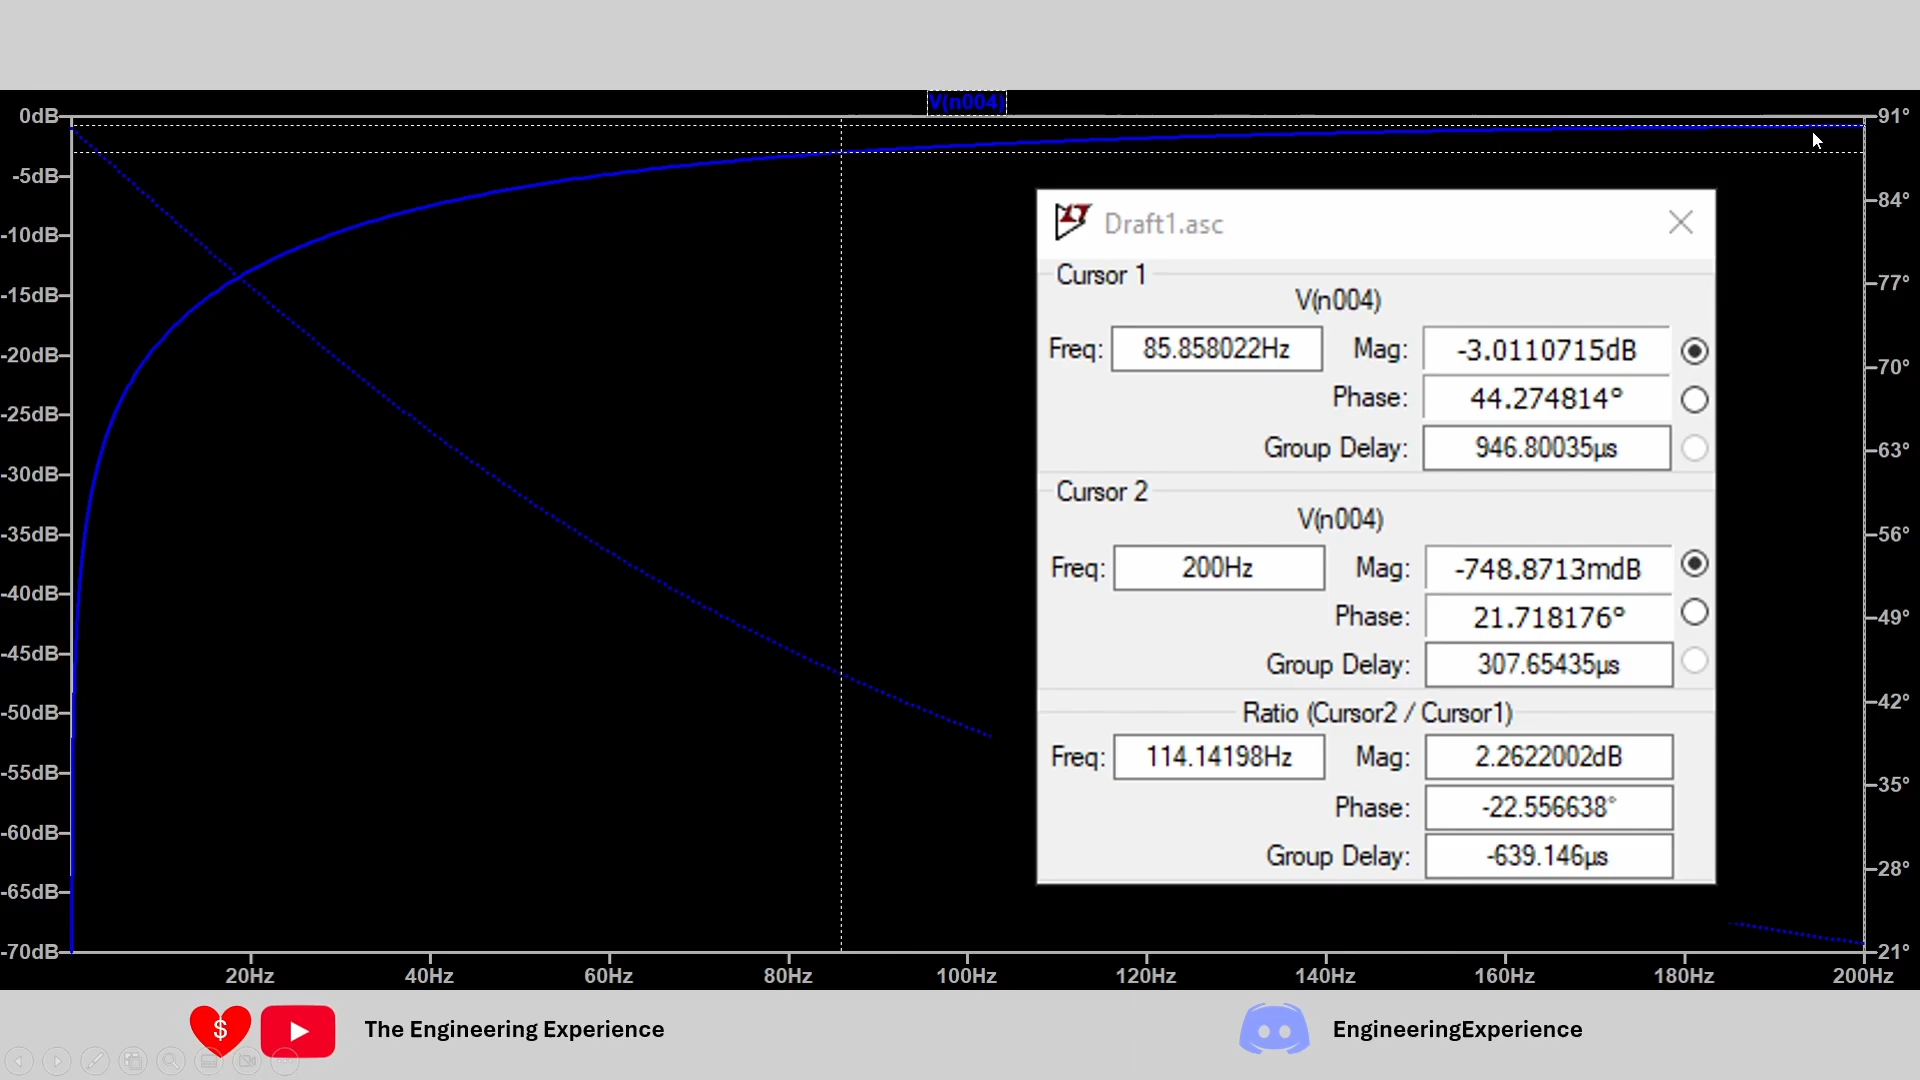 V(n004)
0dB
-5dB
-10dB
-15dB
-20dB
-25dB
-30dB
-35dB
-40dB
-45dB
-50dB
-55dB
-60dB
-65dB
-70dB
91°
84°
77°
70°
63°
56°
49°
42°
35°
28°
21°
Draft1.asc
Cursor 1
V(n004)
Freq: 85.858022Hz Mag: -3.0110715dB
Phase: 44.274814°
Group Delay: 946.80035µs
Cursor 2
V(n004)
Freq: 200Hz Mag: -748.8713mdB
Phase: 21.718176°
Group Delay: 307.65435µs
Ratio (Cursor2 / Cursor1)
Freq: 114.14198Hz Mag: 2.2622002dB
Phase: -22.556638°
Group Delay: -639.146µs
20Hz 40Hz 60Hz 80Hz 100Hz 120Hz 140Hz 160Hz 180Hz 200Hz
$ The Engineering Experience
EngineeringExperience